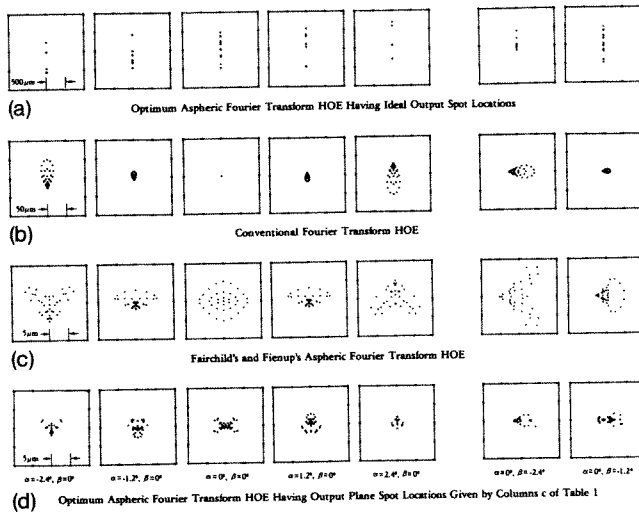 500μm
(a) Optimum Aspheric Fourier Transform HOE Having Ideal Output Spot Locations
50μm
(b) Conventional Fourier Transform HOE
5μm
(c) Fairchild's and Fienup's Aspheric Fourier Transform HOE
5μm
α=-2.4°, β=0° α=-1.2°, β=0° α=0°, β=0° α=1.2°, β=0° α=2.4°, β=0° α=0°, β=-2.4° α=0°, β=-1.2°
(d) Optimum Aspheric Fourier Transform HOE Having Output Plane Spot Locations Given by Columns c of Table 1